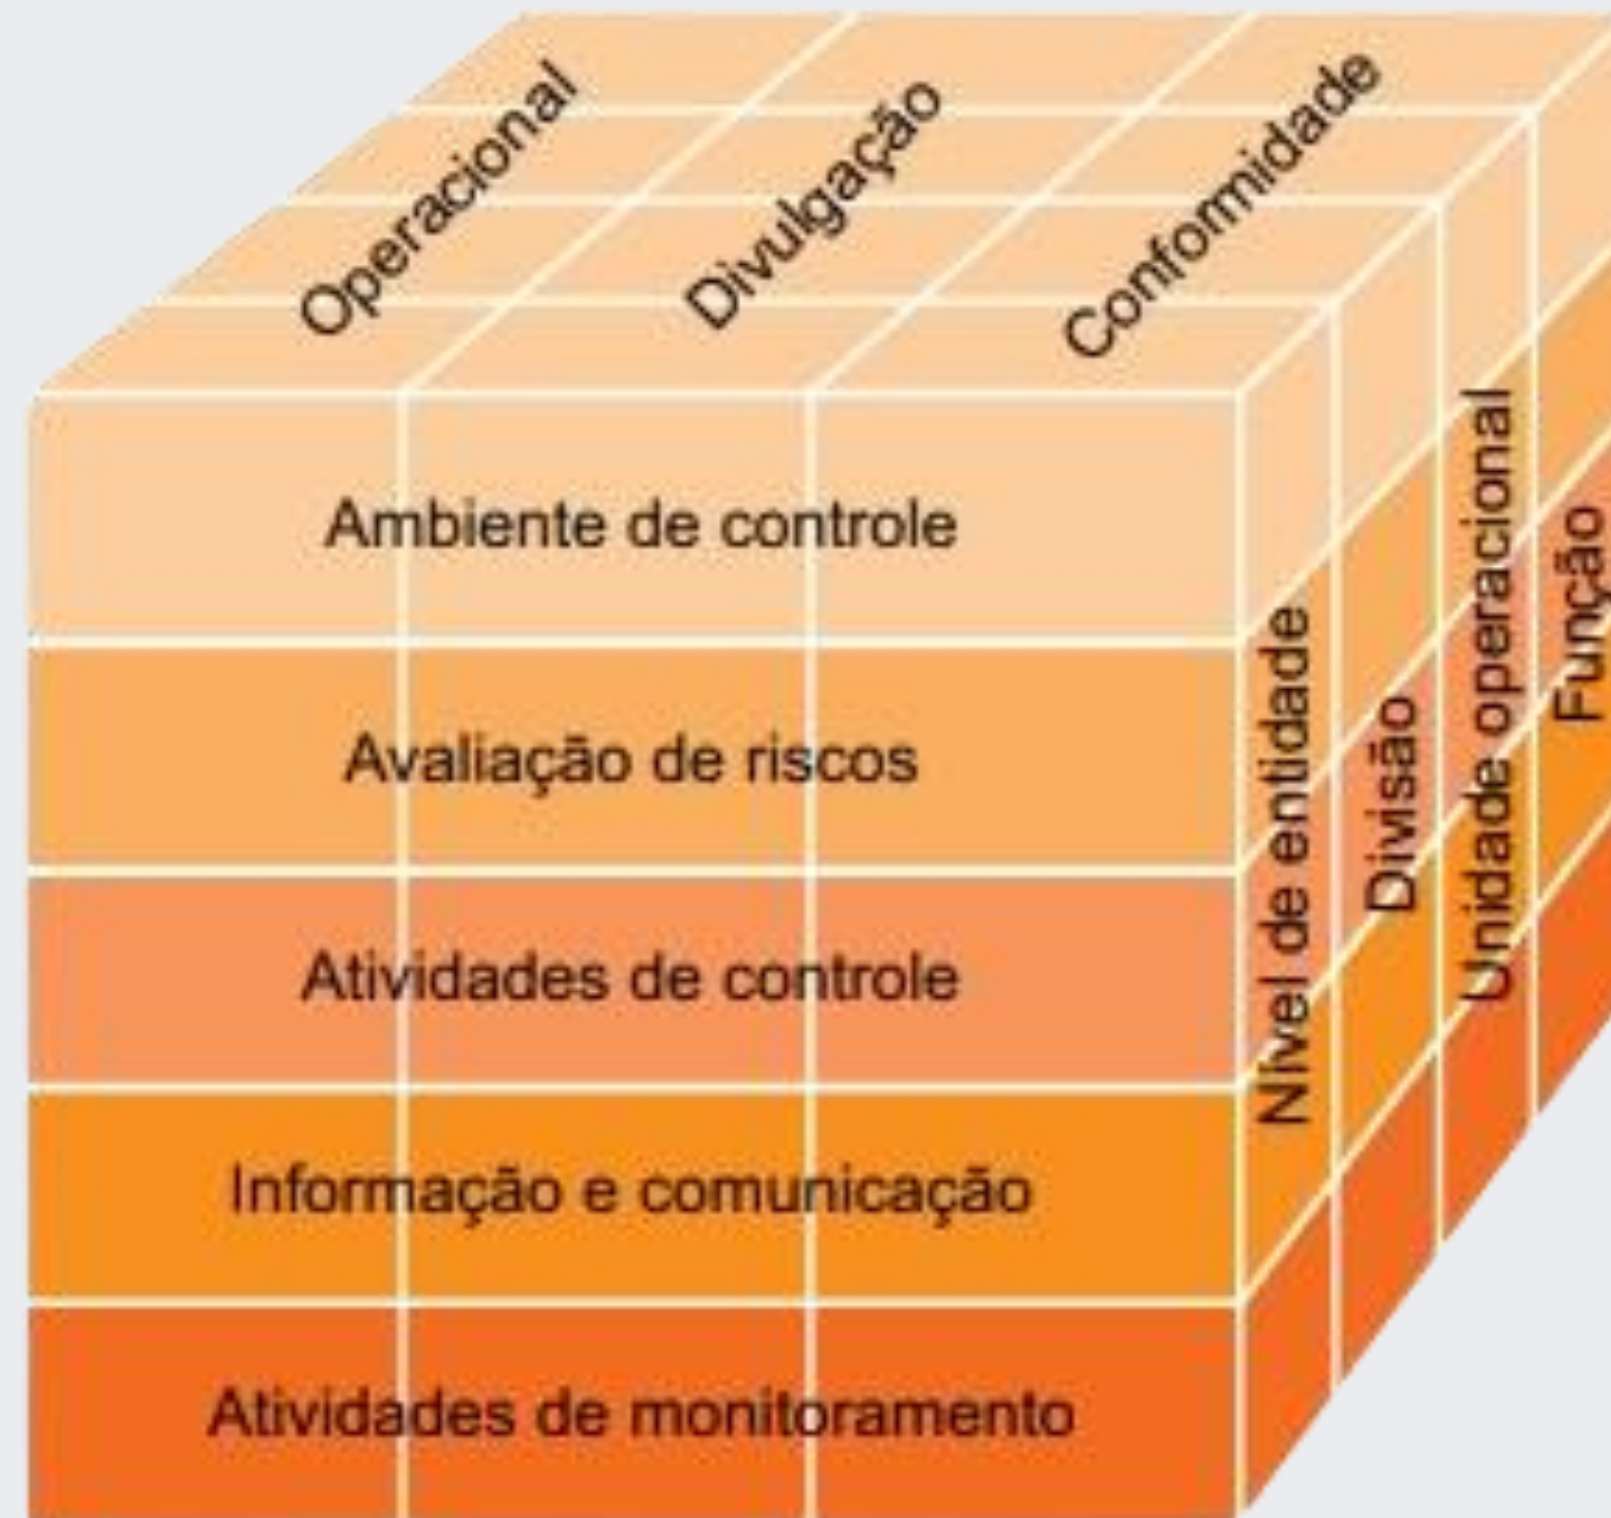 Operacional
Divulgação
Conformidade
Ambiente de controle
Avaliação de riscos
Atividades de controle
Informação e comunicação
Atividades de monitoramento
Nível de entidade
Divisão
Unidade operacional
Função